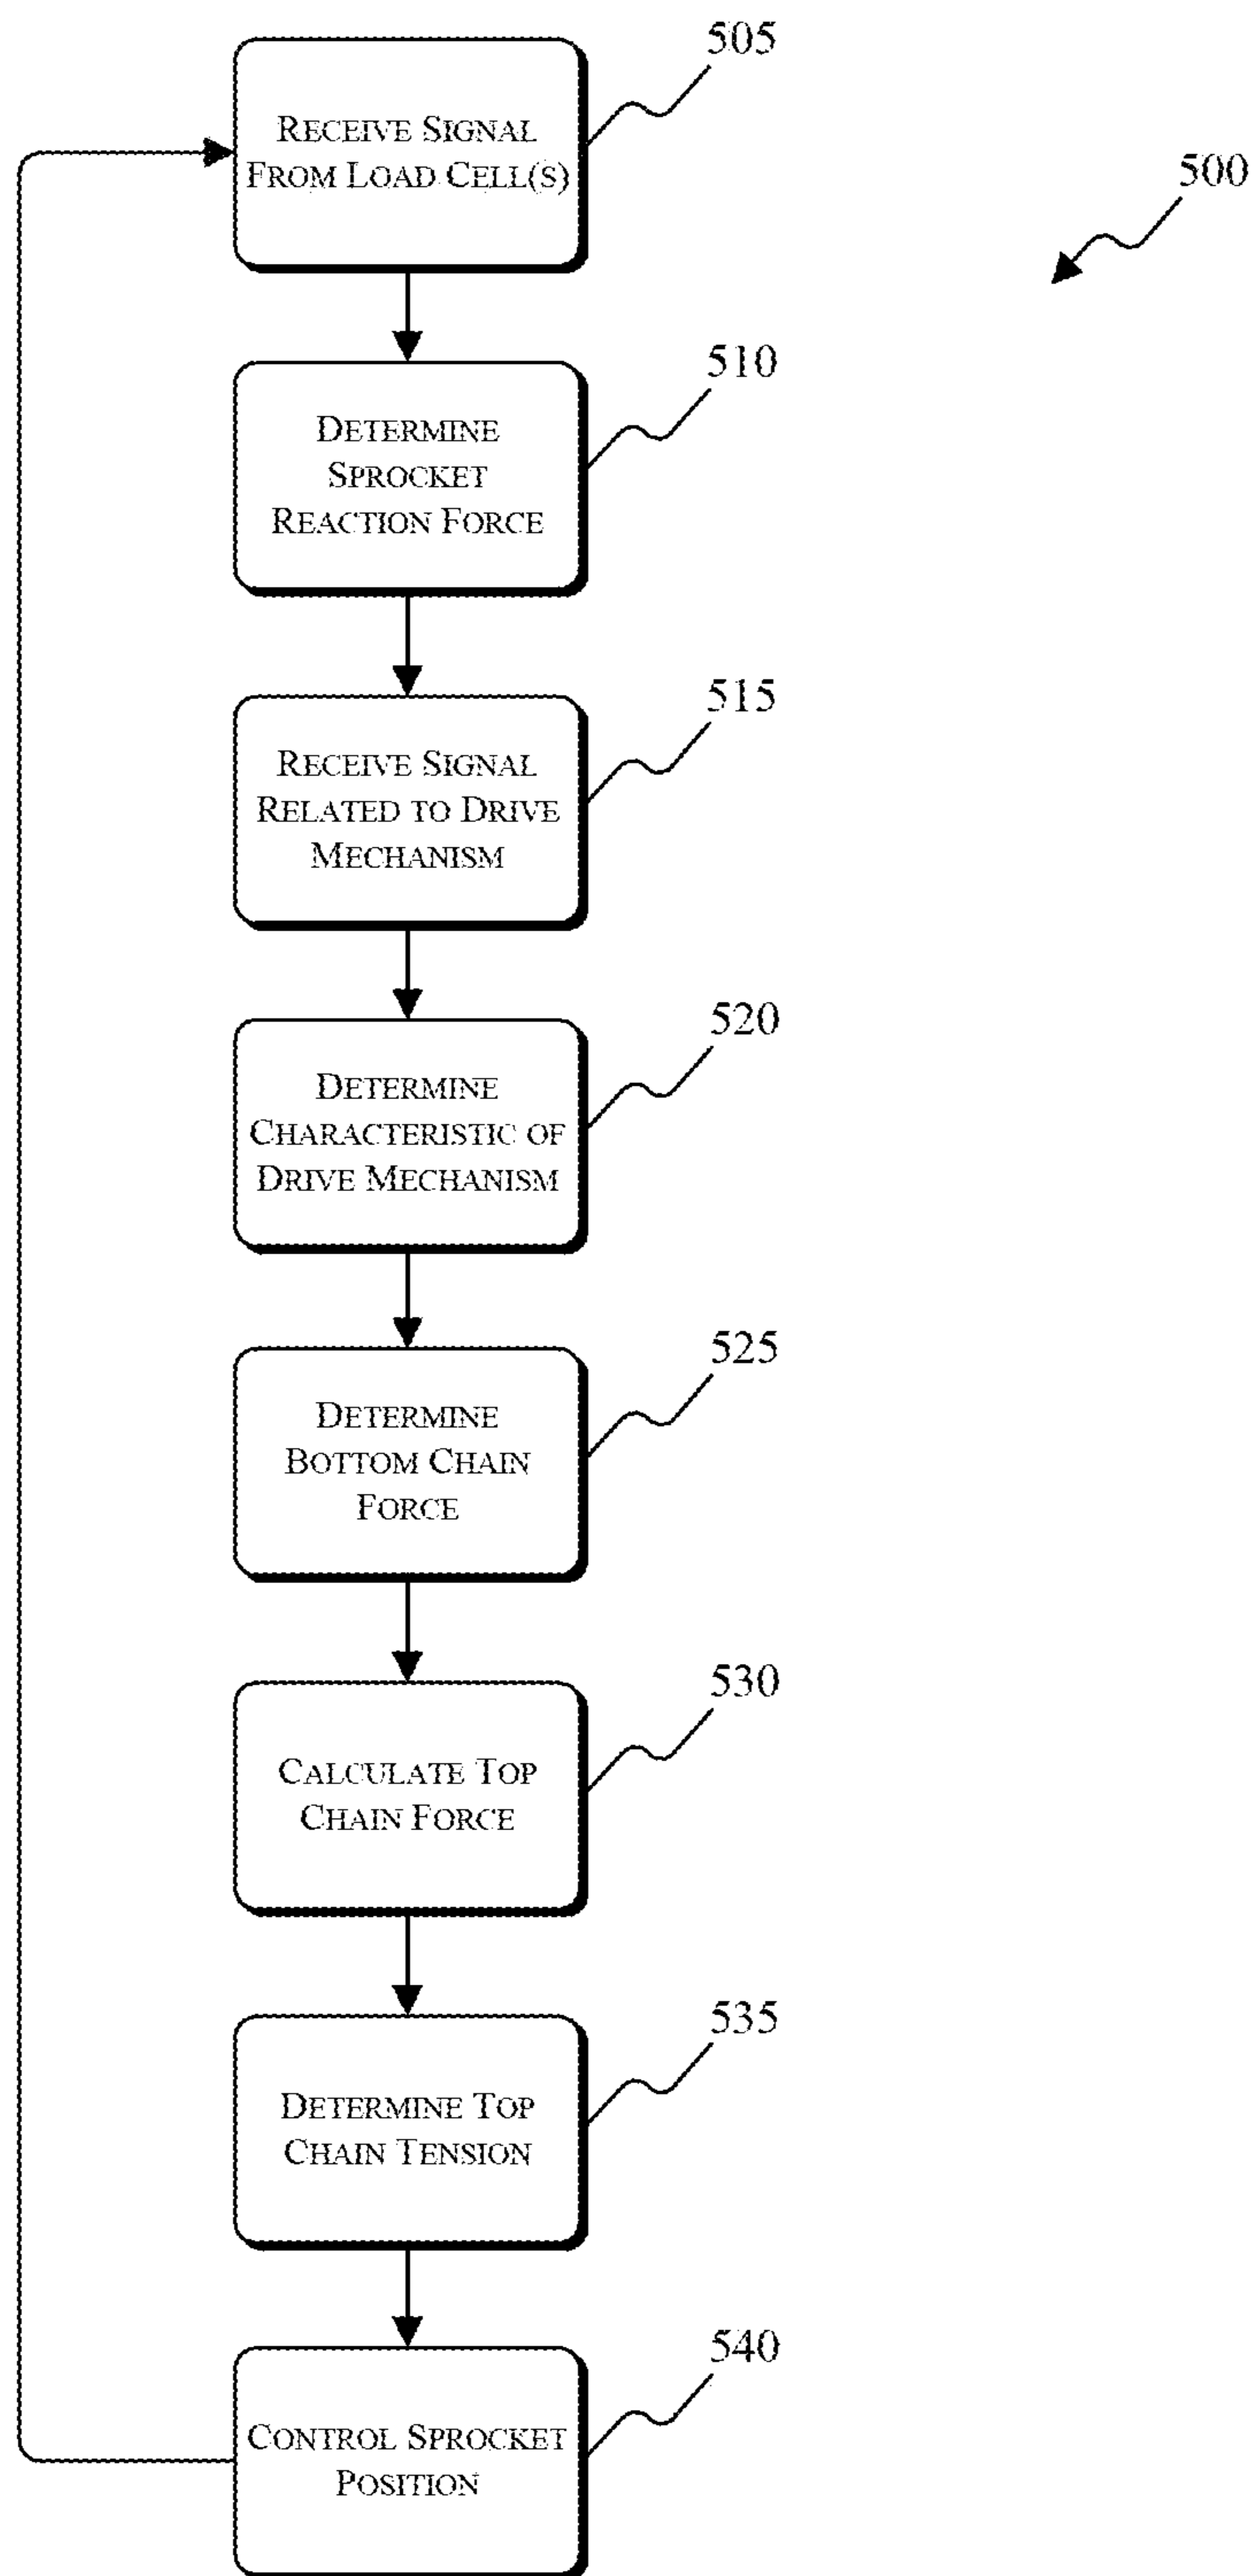 505
RECEIVE SIGNAL
FROM LOAD CELL(S)
500
510
DETERMINE
SPROCKET
REACTION FORCE
515
RECEIVE SIGNAL
RELATED TO DRIVE
MECHANISM
520
DETERMINE
CHARACTERISTIC OF
DRIVE MECHANISM
525
DETERMINE
BOTTOM CHAIN
FORCE
530
CALCULATE TOP
CHAIN FORCE
535
DETERMINE TOP
CHAIN TENSION
540
CONTROL SPROCKET
POSITION